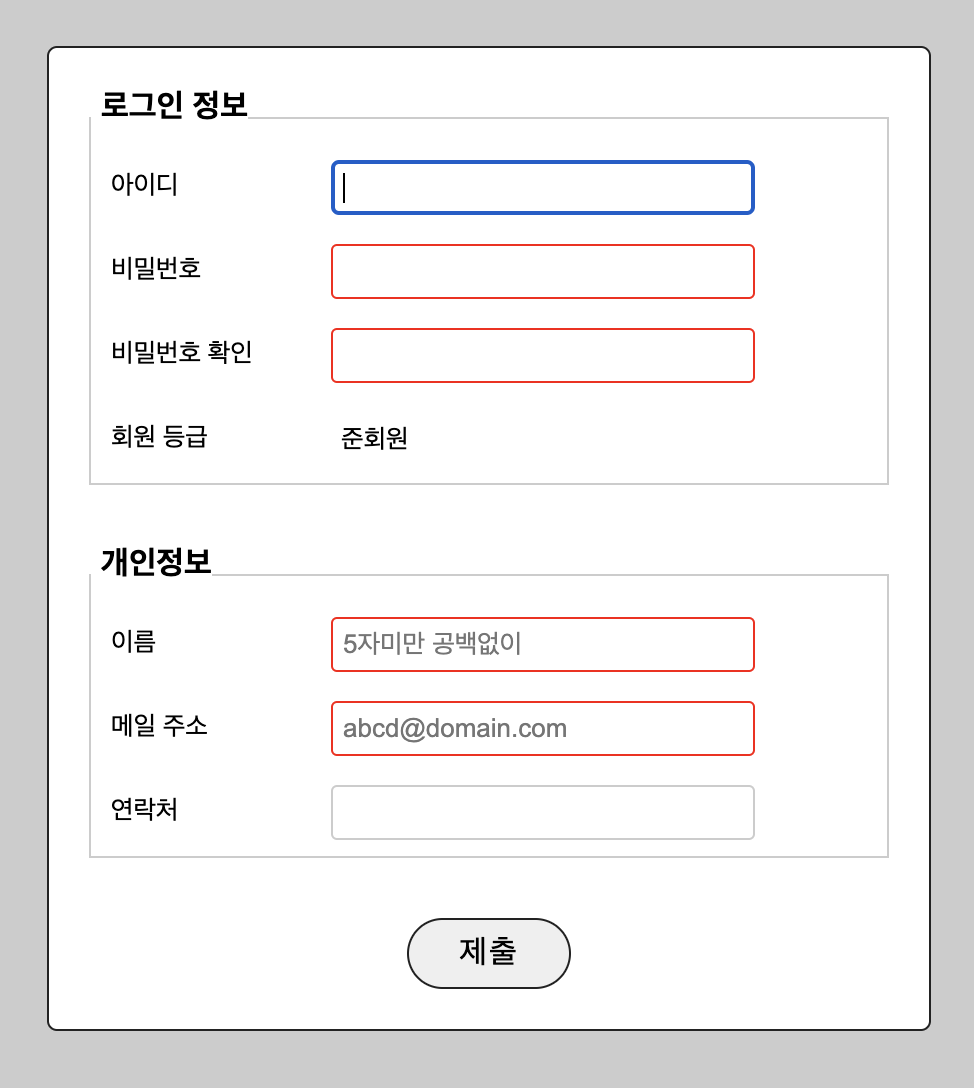 로그인 정보
아이디
비밀번호
비밀번호 확인
회원 등급 준회원
개인정보
이름 5자미만 공백없이
메일 주소 abcd@domain.com
연락처
제출